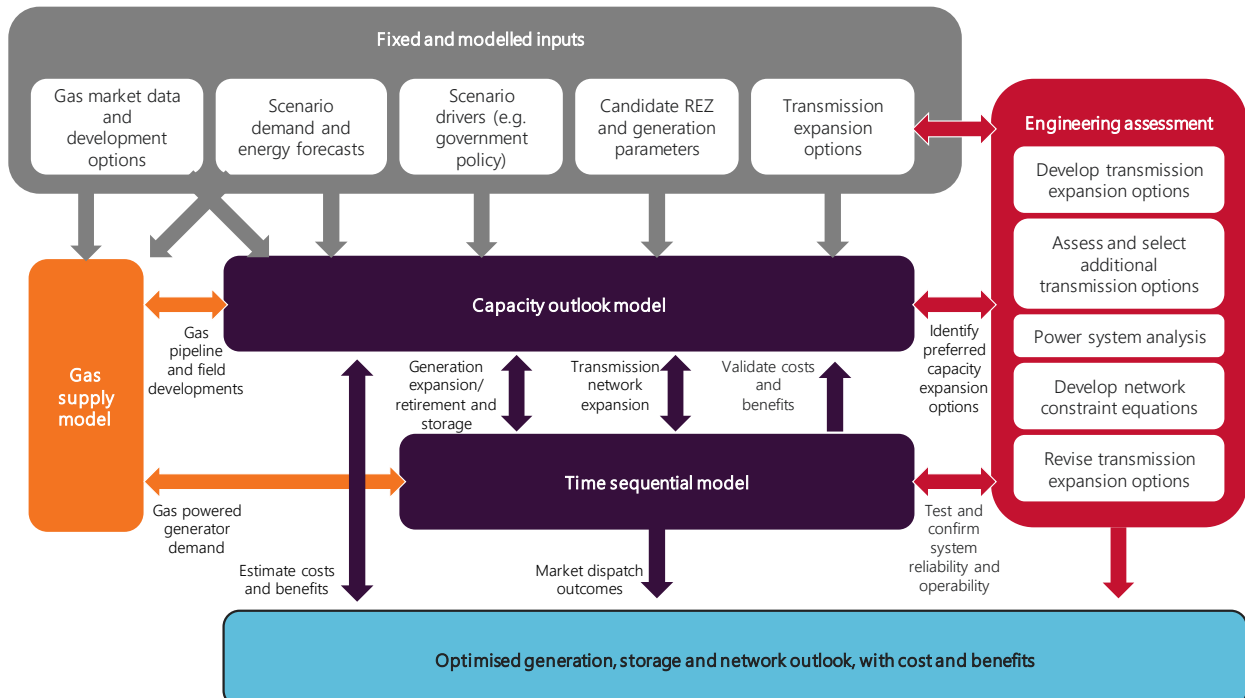 Fixed and modelled inputs
Gas market data
and
development
options
Scenario
demand and
energy forecasts
Scenario
drivers (e.g.
government
policy)
Candidate REZ
and generation
parameters
Transmission
expansion
options
Engineering assessment
Develop transmission
expansion options
Assess and select
additional
transmission options
Power system analysis
Develop network
constraint equations
Revise transmission
expansion options
Gas
supply
model
Capacity outlook model
Gas
pipeline
and field
developments
Generation
expansion/
retirement and
storage
Transmission
network
expansion
Validate costs
and
benefits
Identify
preferred
capacity
expansion
options
Time sequential model
Gas powered
generator
demand
Estimate costs
and benefits
Market dispatch
outcomes
Test and
confirm
system
reliability and
operability
Optimised generation, storage and network outlook, with cost and benefits